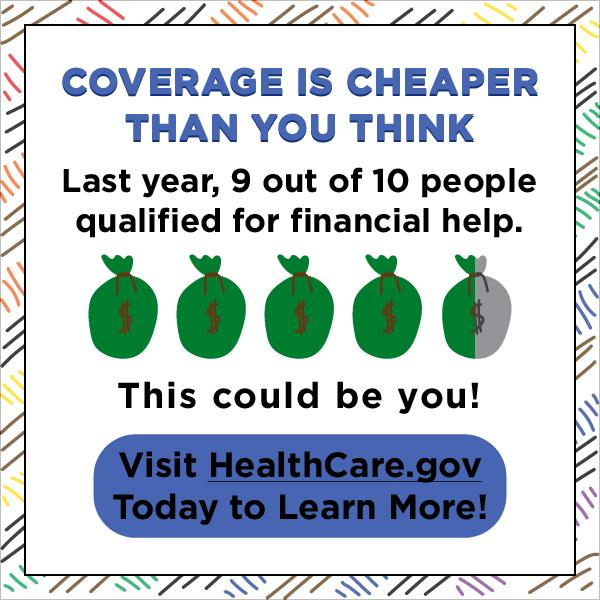 COVERAGE IS CHEAPER
THAN YOU THINK
Last year, 9 out of 10 people
qualified for financial help.
$ $ $ $ $
This could be you!
Visit HealthCare.gov
Today to Learn More!